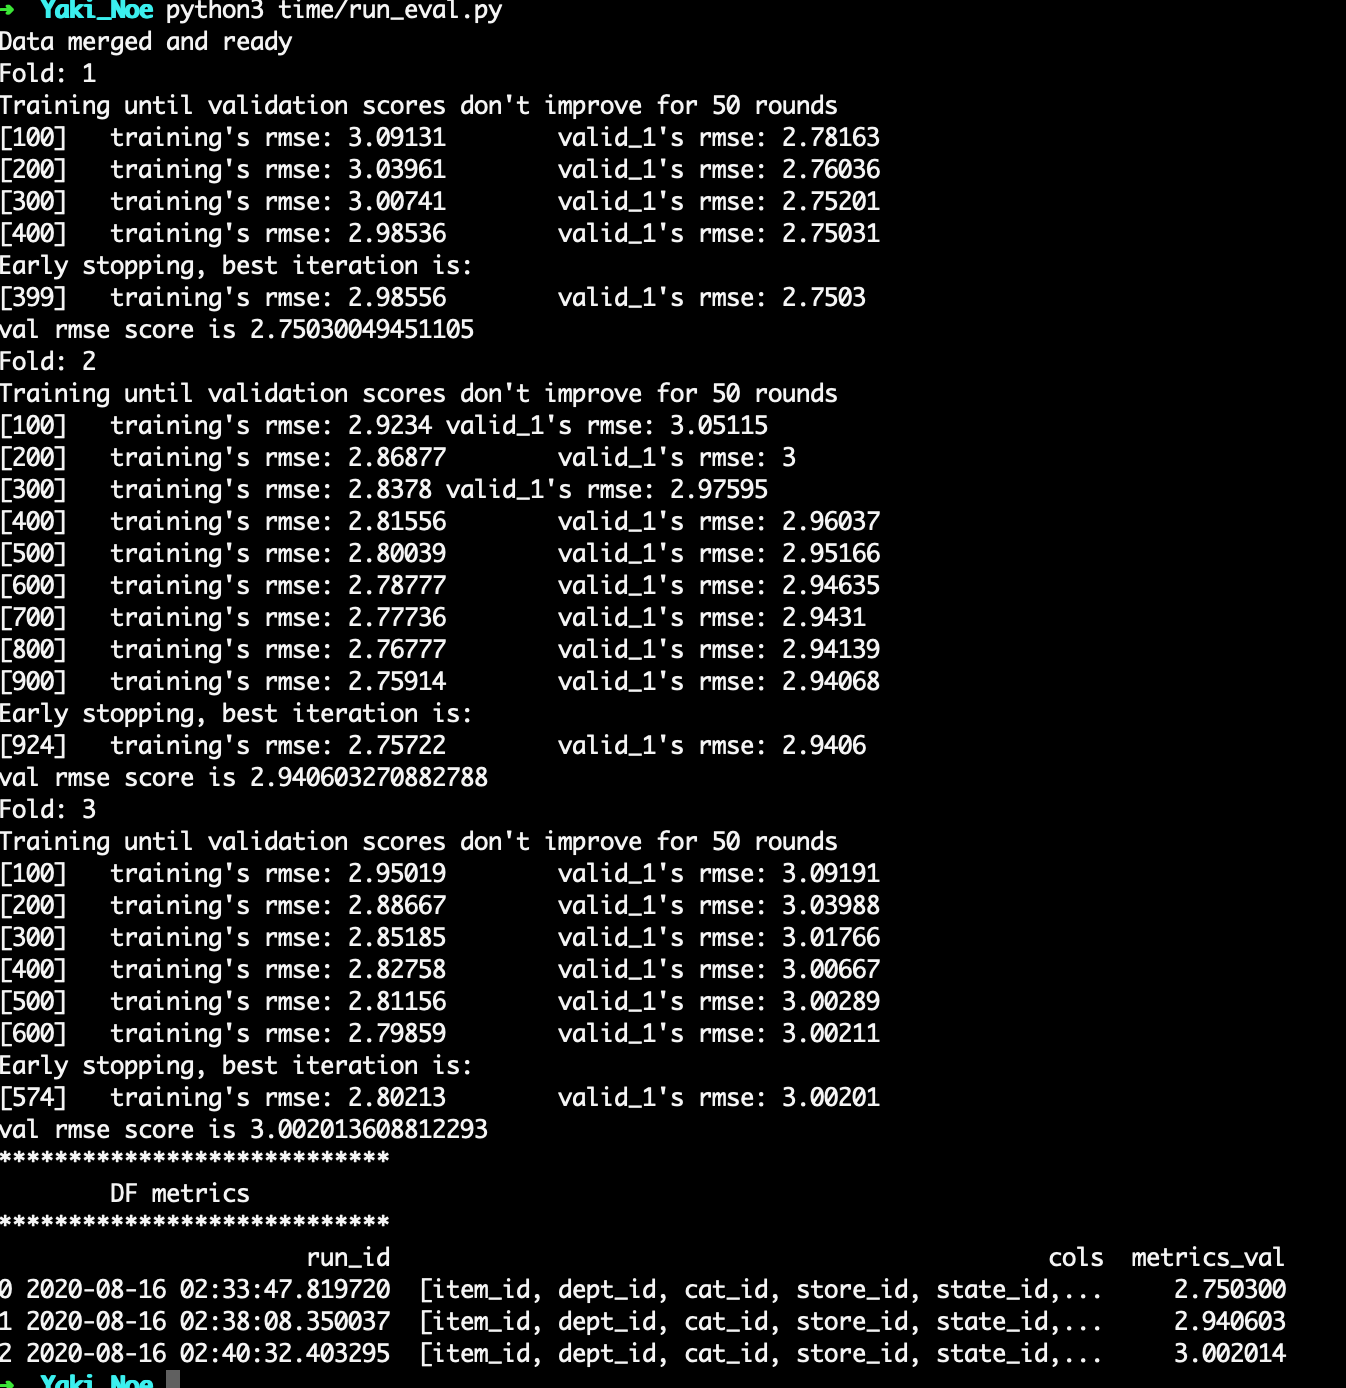 ➜  Yaki_Noe python3 time/run_eval.py
Data merged and ready
Fold: 1
Training until validation scores don't improve for 50 rounds
[100]   training's rmse: 3.09131        valid_1's rmse: 2.78163
[200]   training's rmse: 3.03961        valid_1's rmse: 2.76036
[300]   training's rmse: 3.00741        valid_1's rmse: 2.75201
[400]   training's rmse: 2.98536        valid_1's rmse: 2.75031
Early stopping, best iteration is:
[399]   training's rmse: 2.98556        valid_1's rmse: 2.7503
val rmse score is 2.75030049451105
Fold: 2
Training until validation scores don't improve for 50 rounds
[100]   training's rmse: 2.9234 valid_1's rmse: 3.05115
[200]   training's rmse: 2.86877        valid_1's rmse: 3
[300]   training's rmse: 2.8378 valid_1's rmse: 2.97595
[400]   training's rmse: 2.81556        valid_1's rmse: 2.96037
[500]   training's rmse: 2.80039        valid_1's rmse: 2.95166
[600]   training's rmse: 2.78777        valid_1's rmse: 2.94635
[700]   training's rmse: 2.77736        valid_1's rmse: 2.9431
[800]   training's rmse: 2.76777        valid_1's rmse: 2.94139
[900]   training's rmse: 2.75914        valid_1's rmse: 2.94068
Early stopping, best iteration is:
[924]   training's rmse: 2.75722        valid_1's rmse: 2.9406
val rmse score is 2.940603270882788
Fold: 3
Training until validation scores don't improve for 50 rounds
[100]   training's rmse: 2.95019        valid_1's rmse: 3.09191
[200]   training's rmse: 2.88667        valid_1's rmse: 3.03988
[300]   training's rmse: 2.85185        valid_1's rmse: 3.01766
[400]   training's rmse: 2.82758        valid_1's rmse: 3.00667
[500]   training's rmse: 2.81156        valid_1's rmse: 3.00289
[600]   training's rmse: 2.79859        valid_1's rmse: 3.00211
Early stopping, best iteration is:
[574]   training's rmse: 2.80213        valid_1's rmse: 3.00201
val rmse score is 3.002013608812293
****************************
        DF metrics
****************************
                      run_id                                               cols  metrics_val
0 2020-08-16 02:33:47.819720  [item_id, dept_id, cat_id, store_id, state_id,...     2.750300
1 2020-08-16 02:38:08.350037  [item_id, dept_id, cat_id, store_id, state_id,...     2.940603
2 2020-08-16 02:40:32.403295  [item_id, dept_id, cat_id, store_id, state_id,...     3.002014
➜  Yaki_Noe